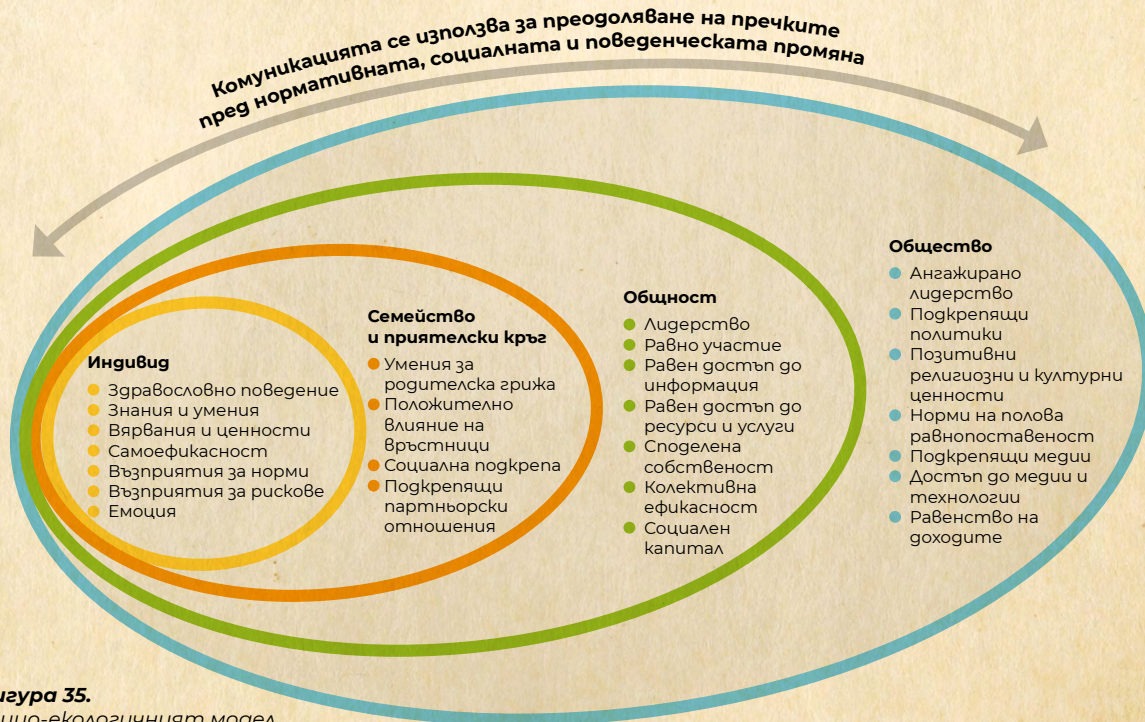 Комуникацията се използва за преодоляване на пречките
пред нормативната, социалната и поведенческата промяна
Индивид
Здравословно поведение
Знания и умения
Вярвания и ценности
Самоефикасност
Възприятия за норми
Възприятия за рискове
Емоция
Семейство
и приятелски кръг
Умения за
родителска грижа
Положително
влияние на
връстници
Социална подкрепа
Подкрепящи
партньорски
отношения
Общност
Лидерство
Равно участие
Равен достъп до
информация
Равен достъп до
ресурси и услуги
Споделена
собственост
Колективна
ефикасност
Социален
капитал
Общество
Ангажирано
лидерство
Подкрепящи
политики
Позитивни
религиозни и културни
ценности
Норми на полова
равнопоставеност
Подкрепящи медии
Достъп до медии и
технологии
Равенство на
доходите
игура 35.
модел